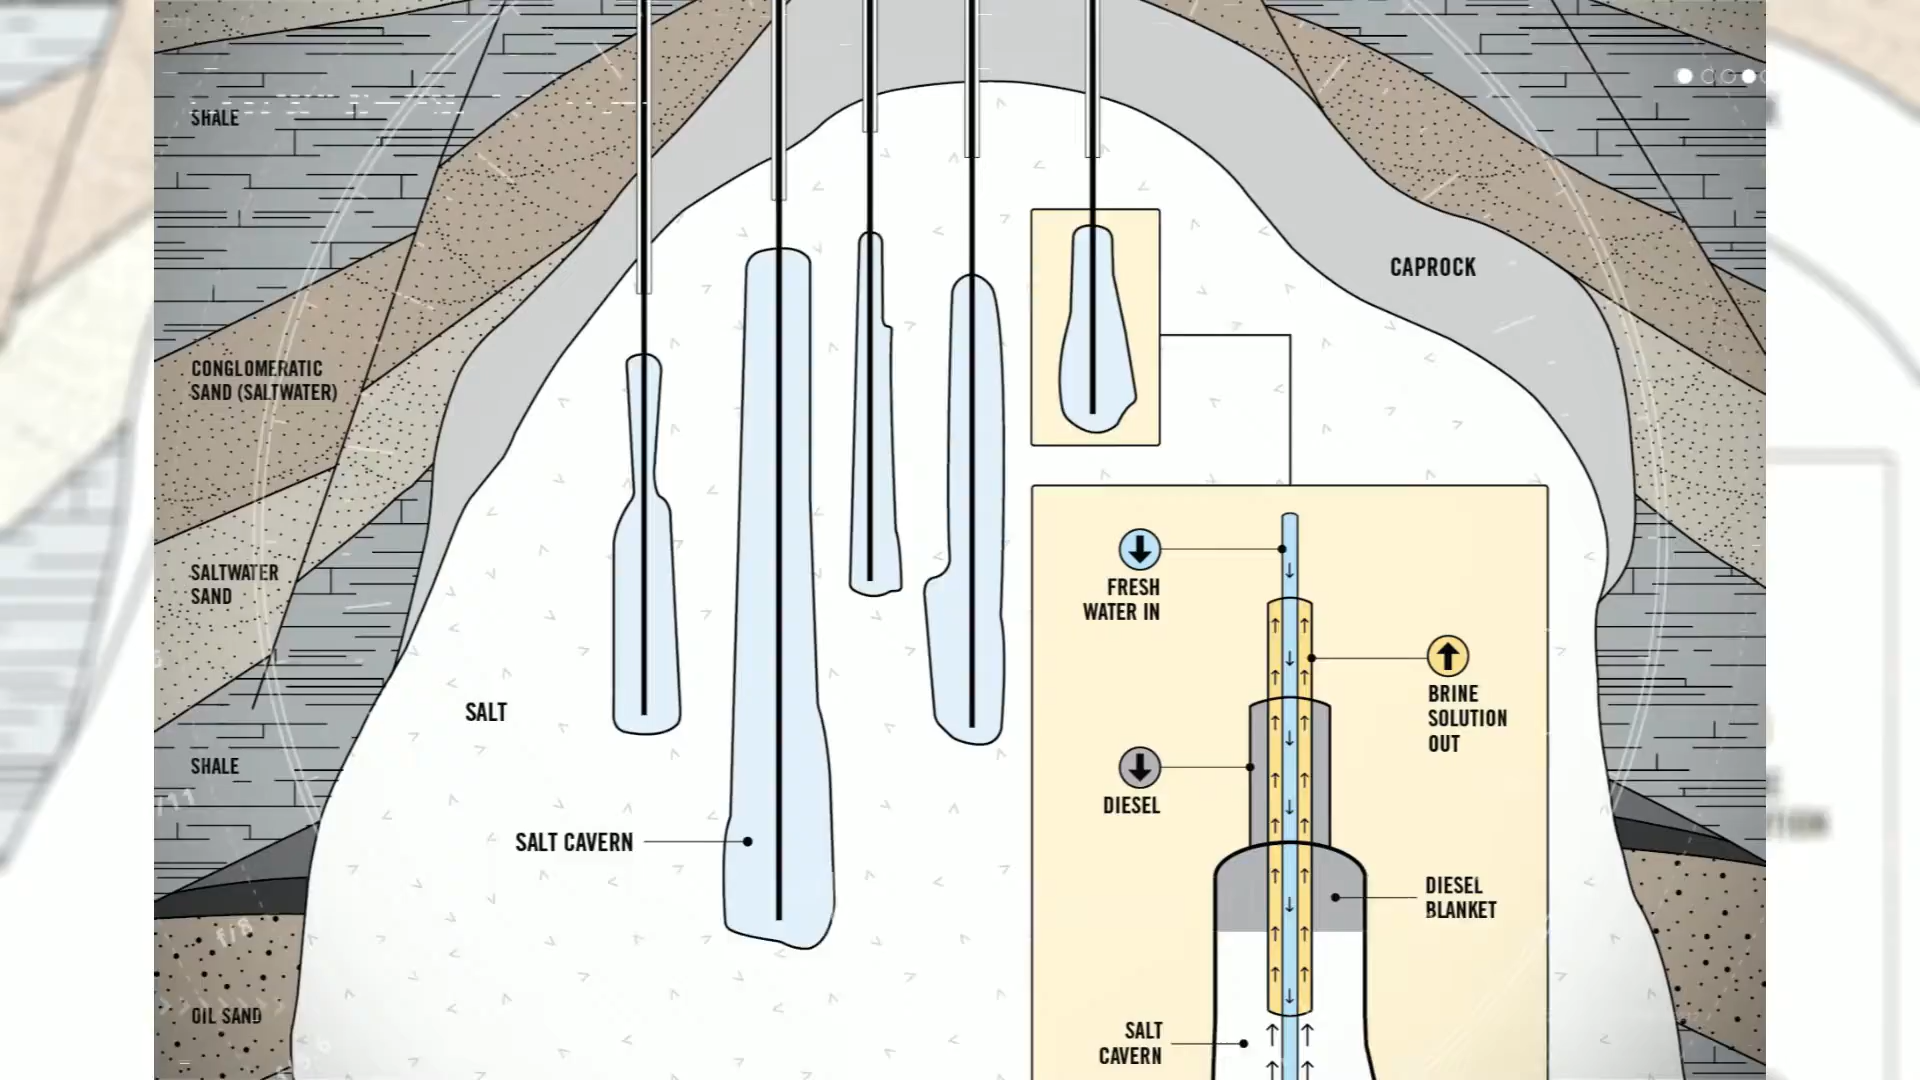 SHALE
CONGLOMERATIC
SAND (SALTWATER)
SALTWATER
SAND
SHALE
OIL SAND
SALT
SALT CAVERN
CAPROCK
FRESH
WATER IN
BRINE
SOLUTION
OUT
DIESEL
DIESEL
BLANKET
SALT
CAVERN
f/8